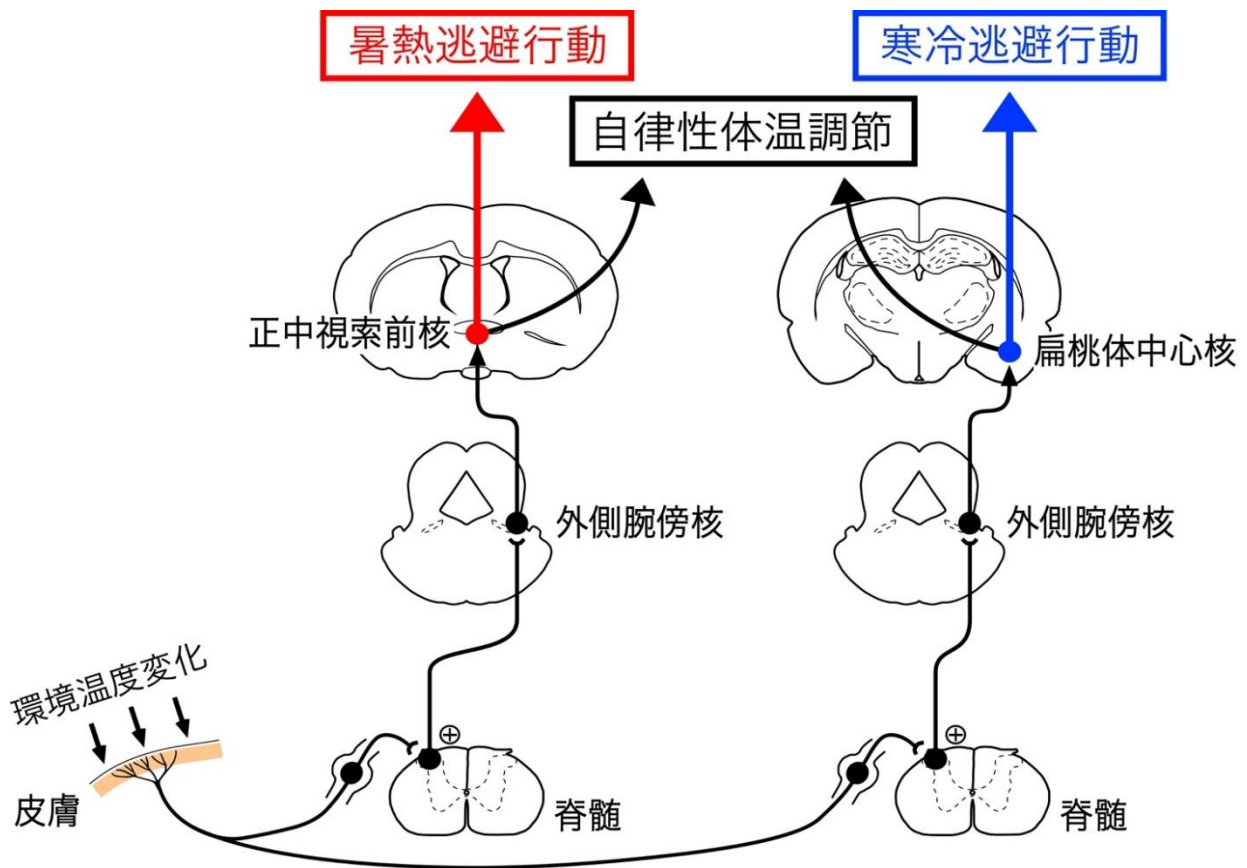 暑熱逃避行動
寒冷逃避行動
自律性体温調節
正中視索前核
扁桃体中心核
外側腕傍核
外側腕傍核
環境温度変化
皮膚
脊髄
脊髄